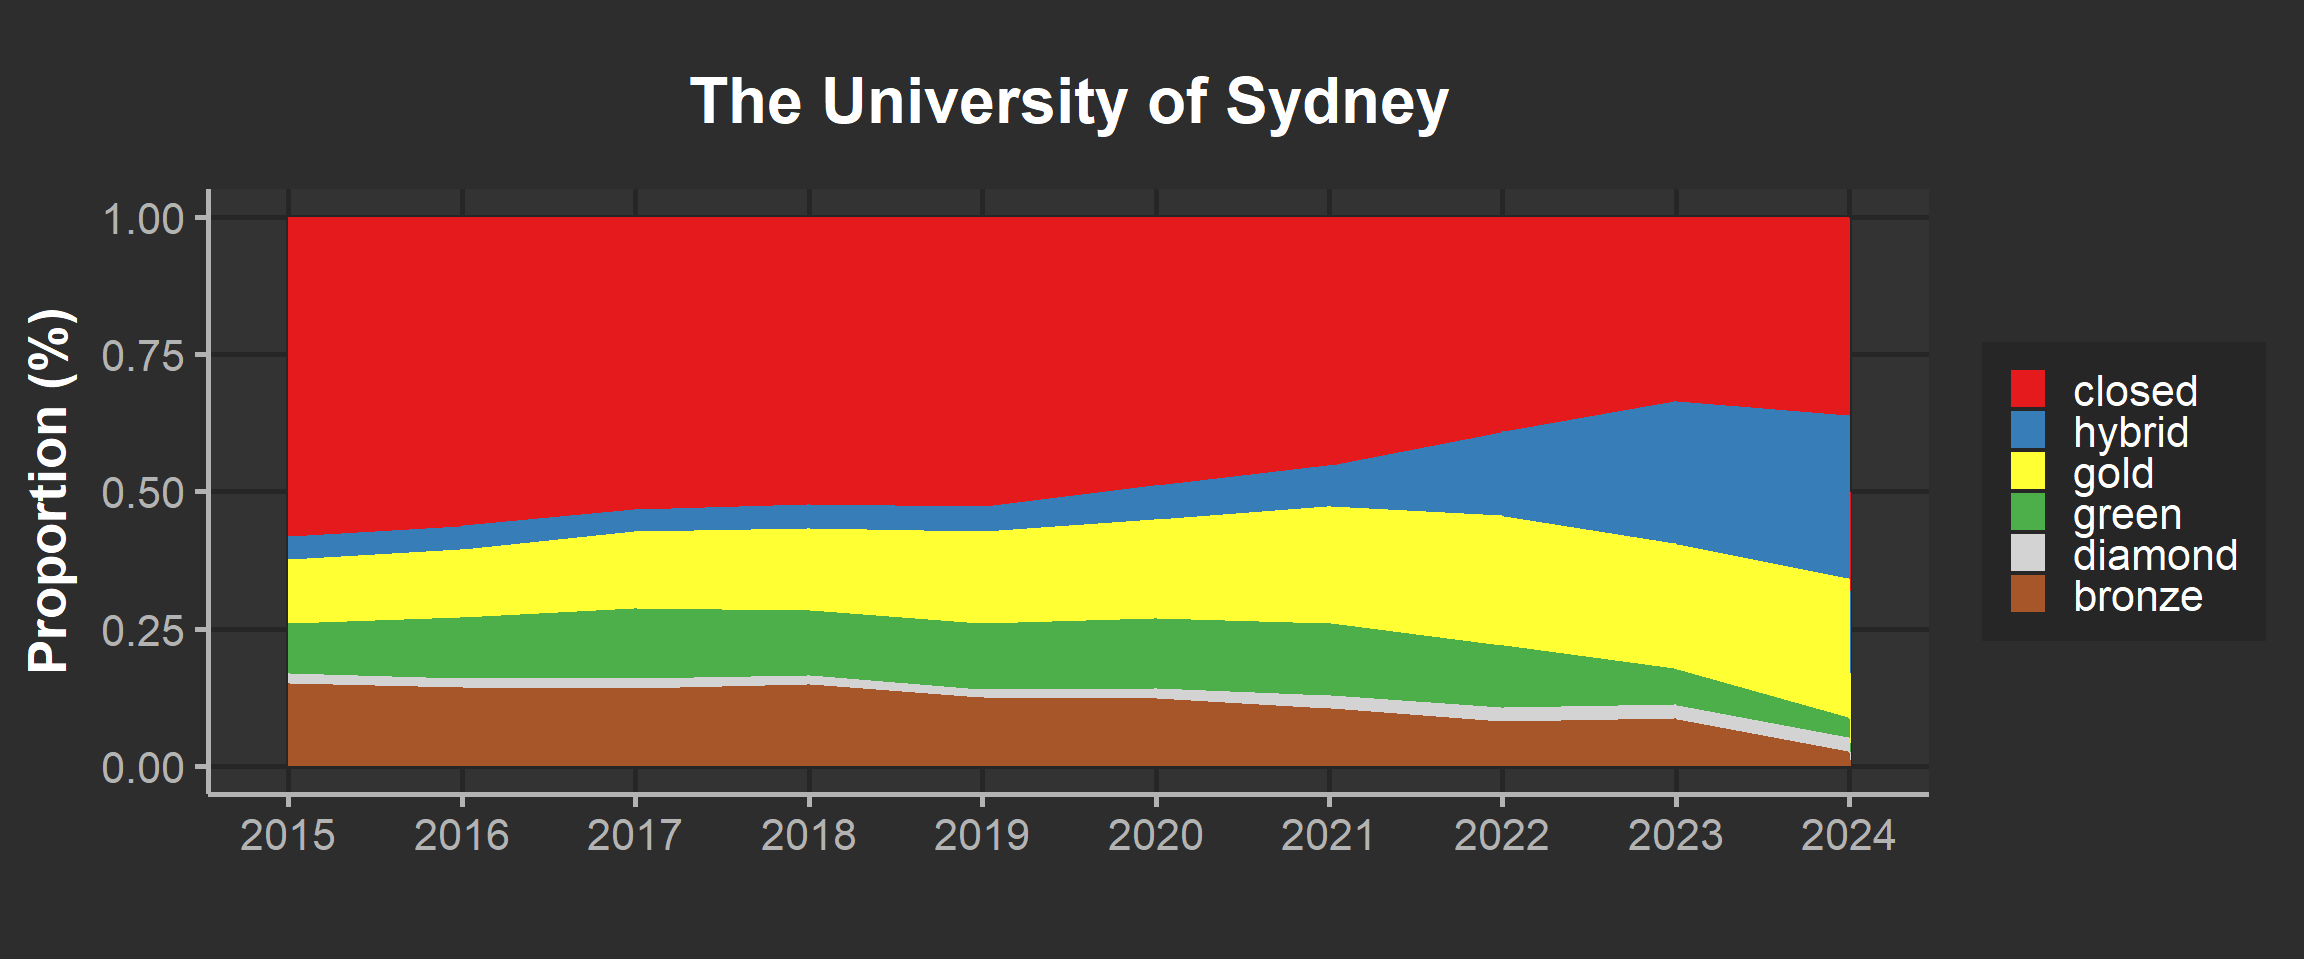 The University of Sydney
Proportion (%)
1.00
0.75
0.50
0.25
0.00
2015 2016 2017 2018 2019 2020 2021 2022 2023 2024
closed
hybrid
gold
green
diamond
bronze